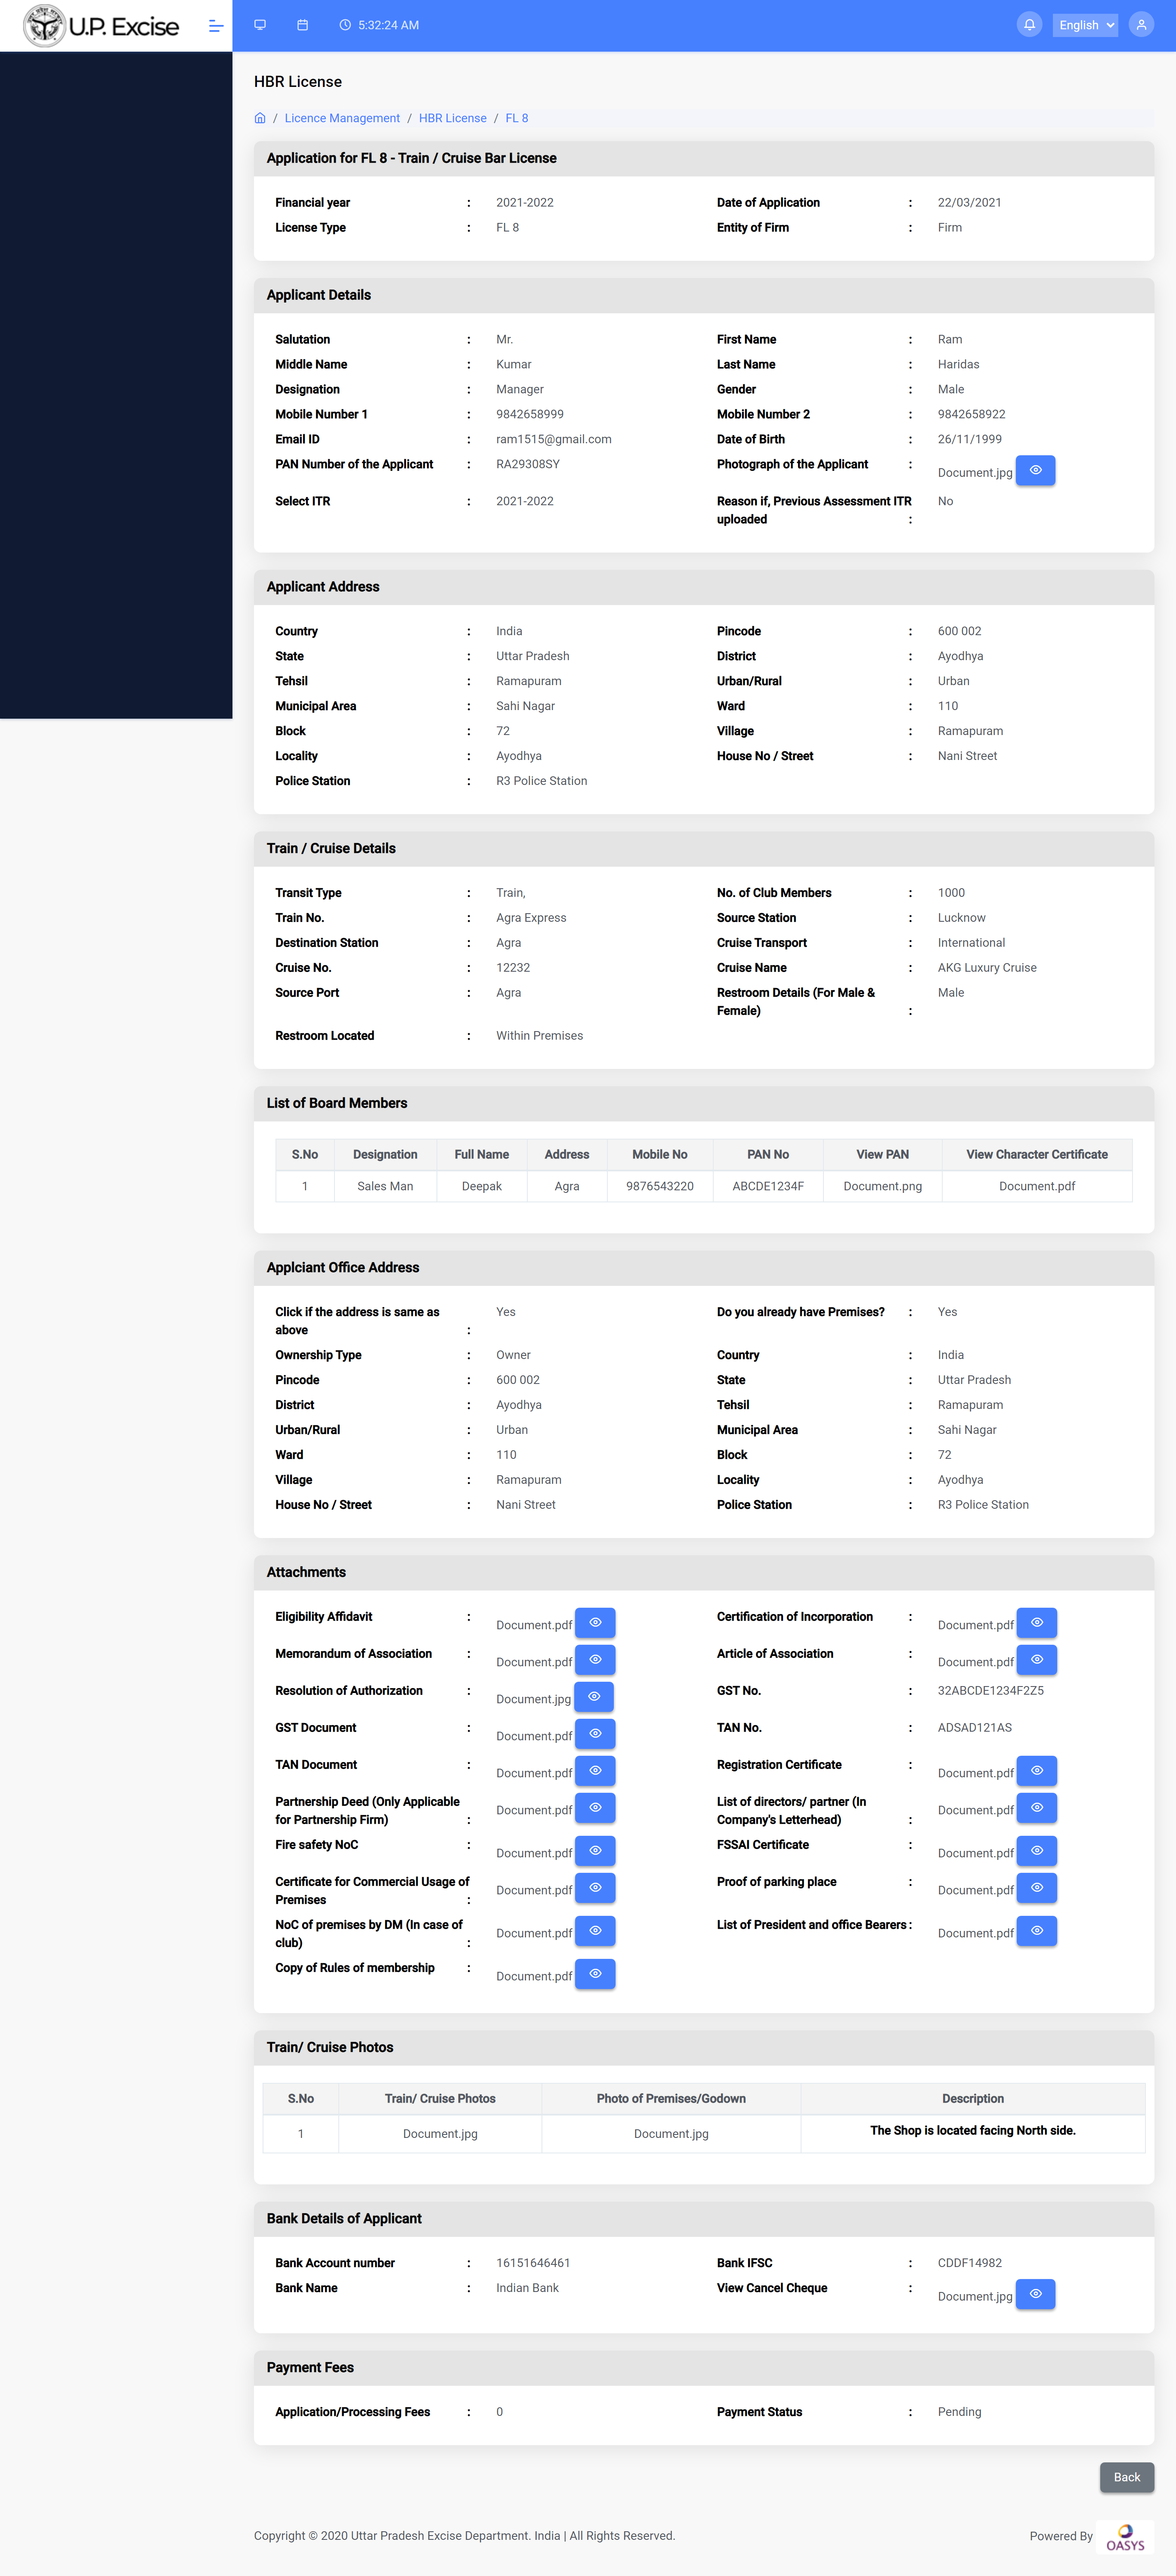 U.P. Excise
5:32:24 AM
English
HBR License
/ Licence Management / HBR License / FL 8
Application for FL 8 - Train / Cruise Bar License
Financial year : 2021-2022 Date of Application : 22/03/2021
License Type : FL 8 Entity of Firm : Firm
Applicant Details
Salutation : Mr. First Name : Ram
Middle Name : Kumar Last Name : Haridas
Designation : Manager Gender : Male
Mobile Number 1 : 9842658999 Mobile Number 2 : 9842658922
Email ID : ram1515@gmail.com Date of Birth : 26/11/1999
PAN Number of the Applicant : RA29308SY Photograph of the Applicant : Document.jpg
Select ITR : 2021-2022 Reason if, Previous Assessment ITR No
uploaded :
Applicant Address
Country : India Pincode : 600 002
State : Uttar Pradesh District : Ayodhya
Tehsil : Ramapuram Urban/Rural : Urban
Municipal Area : Sahi Nagar Ward : 110
Block : 72 Village : Ramapuram
Locality : Ayodhya House No / Street : Nani Street
Police Station : R3 Police Station
Train / Cruise Details
Transit Type : Train, No. of Club Members : 1000
Train No. : Agra Express Source Station : Lucknow
Destination Station : Agra Cruise Transport : International
Cruise No. : 12232 Cruise Name : AKG Luxury Cruise
Source Port : Agra Restroom Details (For Male & Male
Female) :
Restroom Located : Within Premises
List of Board Members
S.No Designation Full Name Address Mobile No PAN No View PAN View Character Certificate
1 Sales Man Deepak Agra 9876543220 ABCDE1234F Document.png Document.pdf
Applciant Office Address
Click if the address is same as Yes Do you already have Premises? : Yes
above :
Ownership Type : Owner Country : India
Pincode : 600 002 State : Uttar Pradesh
District : Ayodhya Tehsil : Ramapuram
Urban/Rural : Urban Municipal Area : Sahi Nagar
Ward : 110 Block : 72
Village : Ramapuram Locality : Ayodhya
House No / Street : Nani Street Police Station : R3 Police Station
Attachments
Eligibility Affidavit : Document.pdf Certification of Incorporation : Document.pdf
Memorandum of Association : Document.pdf Article of Association : Document.pdf
Resolution of Authorization : Document.jpg GST No. : 32ABCDE1234F2Z5
GST Document : Document.pdf TAN No. : ADSAD121AS
TAN Document : Document.pdf Registration Certificate : Document.pdf
Partnership Deed (Only Applicable Document.pdf List of directors/ partner (In Document.pdf
for Partnership Firm) : Company's Letterhead) :
Fire safety NoC : Document.pdf FSSAI Certificate : Document.pdf
Certificate for Commercial Usage of Document.pdf Proof of parking place : Document.pdf
Premises :
NoC of premises by DM (In case of Document.pdf List of President and office Bearers : Document.pdf
club) :
Copy of Rules of membership : Document.pdf
Train/ Cruise Photos
S.No Train/ Cruise Photos Photo of Premises/Godown Description
1 Document.jpg Document.jpg The Shop is located facing North side.
Bank Details of Applicant
Bank Account number : 16151646461 Bank IFSC : CDDF14982
Bank Name : Indian Bank View Cancel Cheque : Document.jpg
Payment Fees
Application/Processing Fees : 0 Payment Status : Pending
Back
Copyright © 2020 Uttar Pradesh Excise Department. India | All Rights Reserved. Powered By OASYS